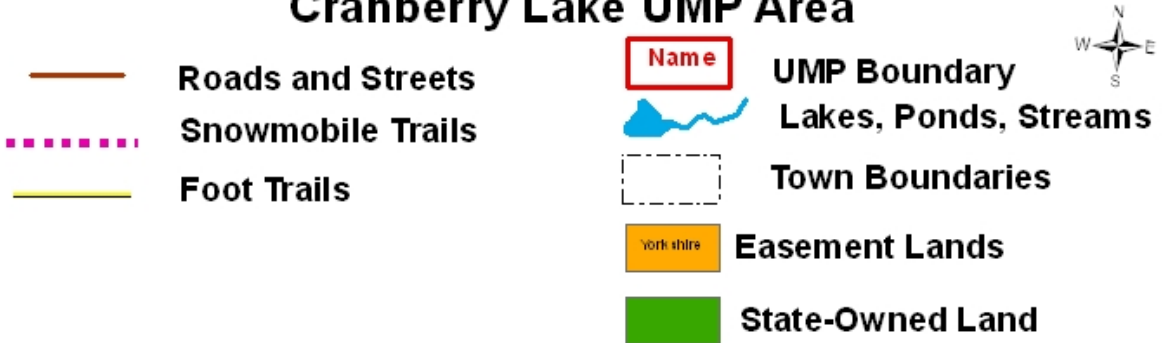 Cranberry Lake UMP Area
N
W E
S
Roads and Streets
Snowmobile Trails
Foot Trails
Name
UMP Boundary
Lakes, Ponds, Streams
Town Boundaries
Yorkshire
Easement Lands
State-Owned Land